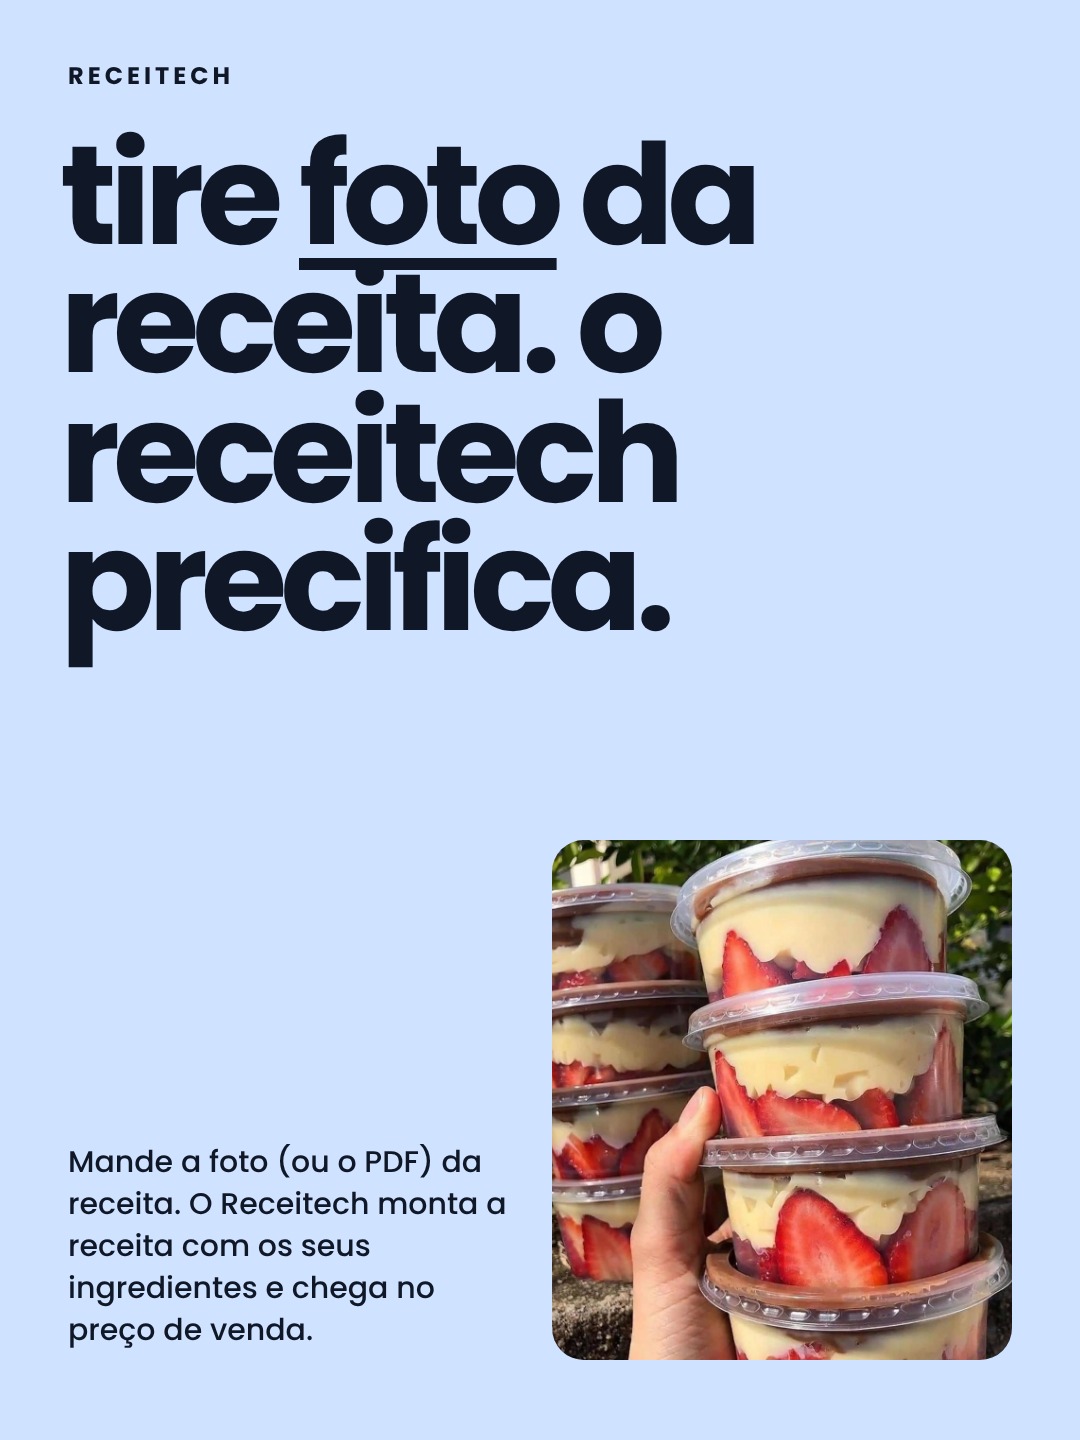 RECEITECH
tire foto da
receita. o
receitech
precifica.
Mande a foto (ou o PDF) da
receita. O Receitech monta a
receita com os seus
ingredientes e chega no
preço de venda.